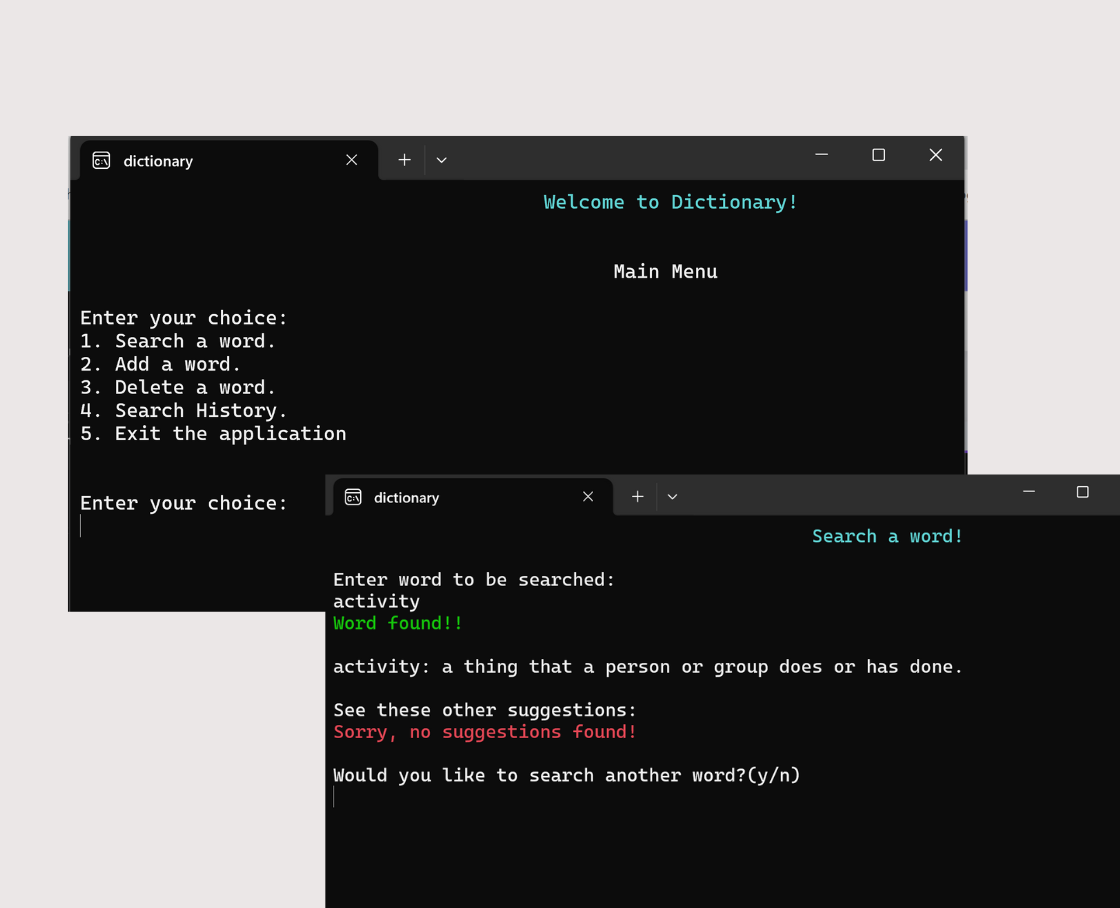 dictionary
Welcome to Dictionary!
Main Menu
Enter your choice:
1. Search a word.
2. Add a word.
3. Delete a word.
4. Search History.
5. Exit the application
Enter your choice:
dictionary
Search a word!
Enter word to be searched:
activity
Word found!!
activity: a thing that a person or group does or has done.
See these other suggestions:
Sorry, no suggestions found!
Would you like to search another word?(y/n)